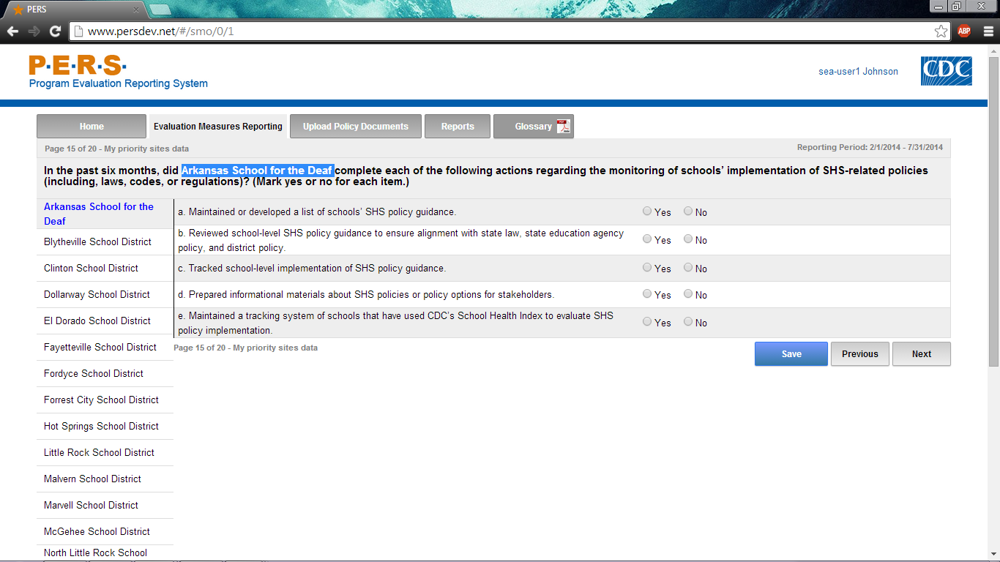 PERS
www.persdev.net/#/smo/0/1
ABP
P·E·R·S·
Program Evaluation Reporting System
sea-user1 Johnson
CDC
Home
Evaluation Measures Reporting
Upload Policy Documents
Reports
Glossary
Page 15 of 20 - My priority sites data
Reporting Period: 2/1/2014 - 7/31/2014
In the past six months, did Arkansas School for the Deaf complete each of the following actions regarding the monitoring of schools’ implementation of SHS-related policies
(including, laws, codes, or regulations)? (Mark yes or no for each item.)
Arkansas School for the
Deaf
Blytheville School District
Clinton School District
Dollarway School District
El Dorado School District
Fayetteville School District
Fordyce School District
Forrest City School District
Hot Springs School District
Little Rock School District
Malvern School District
Marvell School District
McGehee School District
North Little Rock School
a. Maintained or developed a list of schools’ SHS policy guidance.
Yes No
b. Reviewed school-level SHS policy guidance to ensure alignment with state law, state education agency
policy, and district policy.
Yes No
c. Tracked school-level implementation of SHS policy guidance.
Yes No
d. Prepared informational materials about SHS policies or policy options for stakeholders.
Yes No
e. Maintained a tracking system of schools that have used CDC’s School Health Index to evaluate SHS
policy implementation.
Yes No
Page 15 of 20 - My priority sites data
Save
Previous
Next